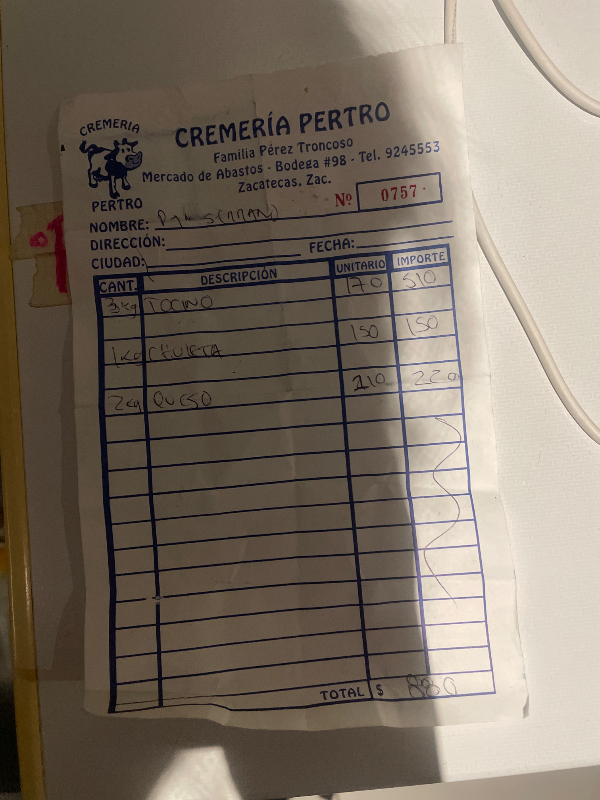 CREMERIA
PERTRO
CREMERÍA PERTRO
Familia Pérez Troncoso
Mercado de Abastos - Bodega #98 - Tel. 9245553
Zacatecas, Zac.
Nº 0757
NOMBRE: SERRANO
DIRECCIÓN:
CIUDAD: FECHA:
CANT. DESCRIPCIÓN UNITARIO IMPORTE
3kg TOCINO 170 510
1kg CHULETA 150 150
2kg QUESO 110 220
TOTAL $ 880